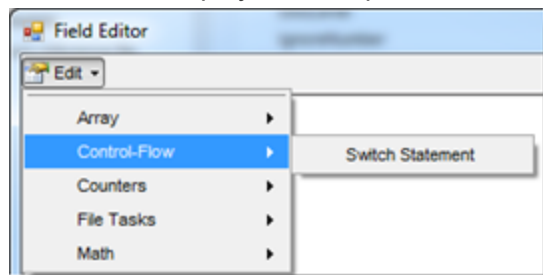 Field Editor
Edit
Array
Control-Flow
Switch Statement
Counters
File Tasks
Math